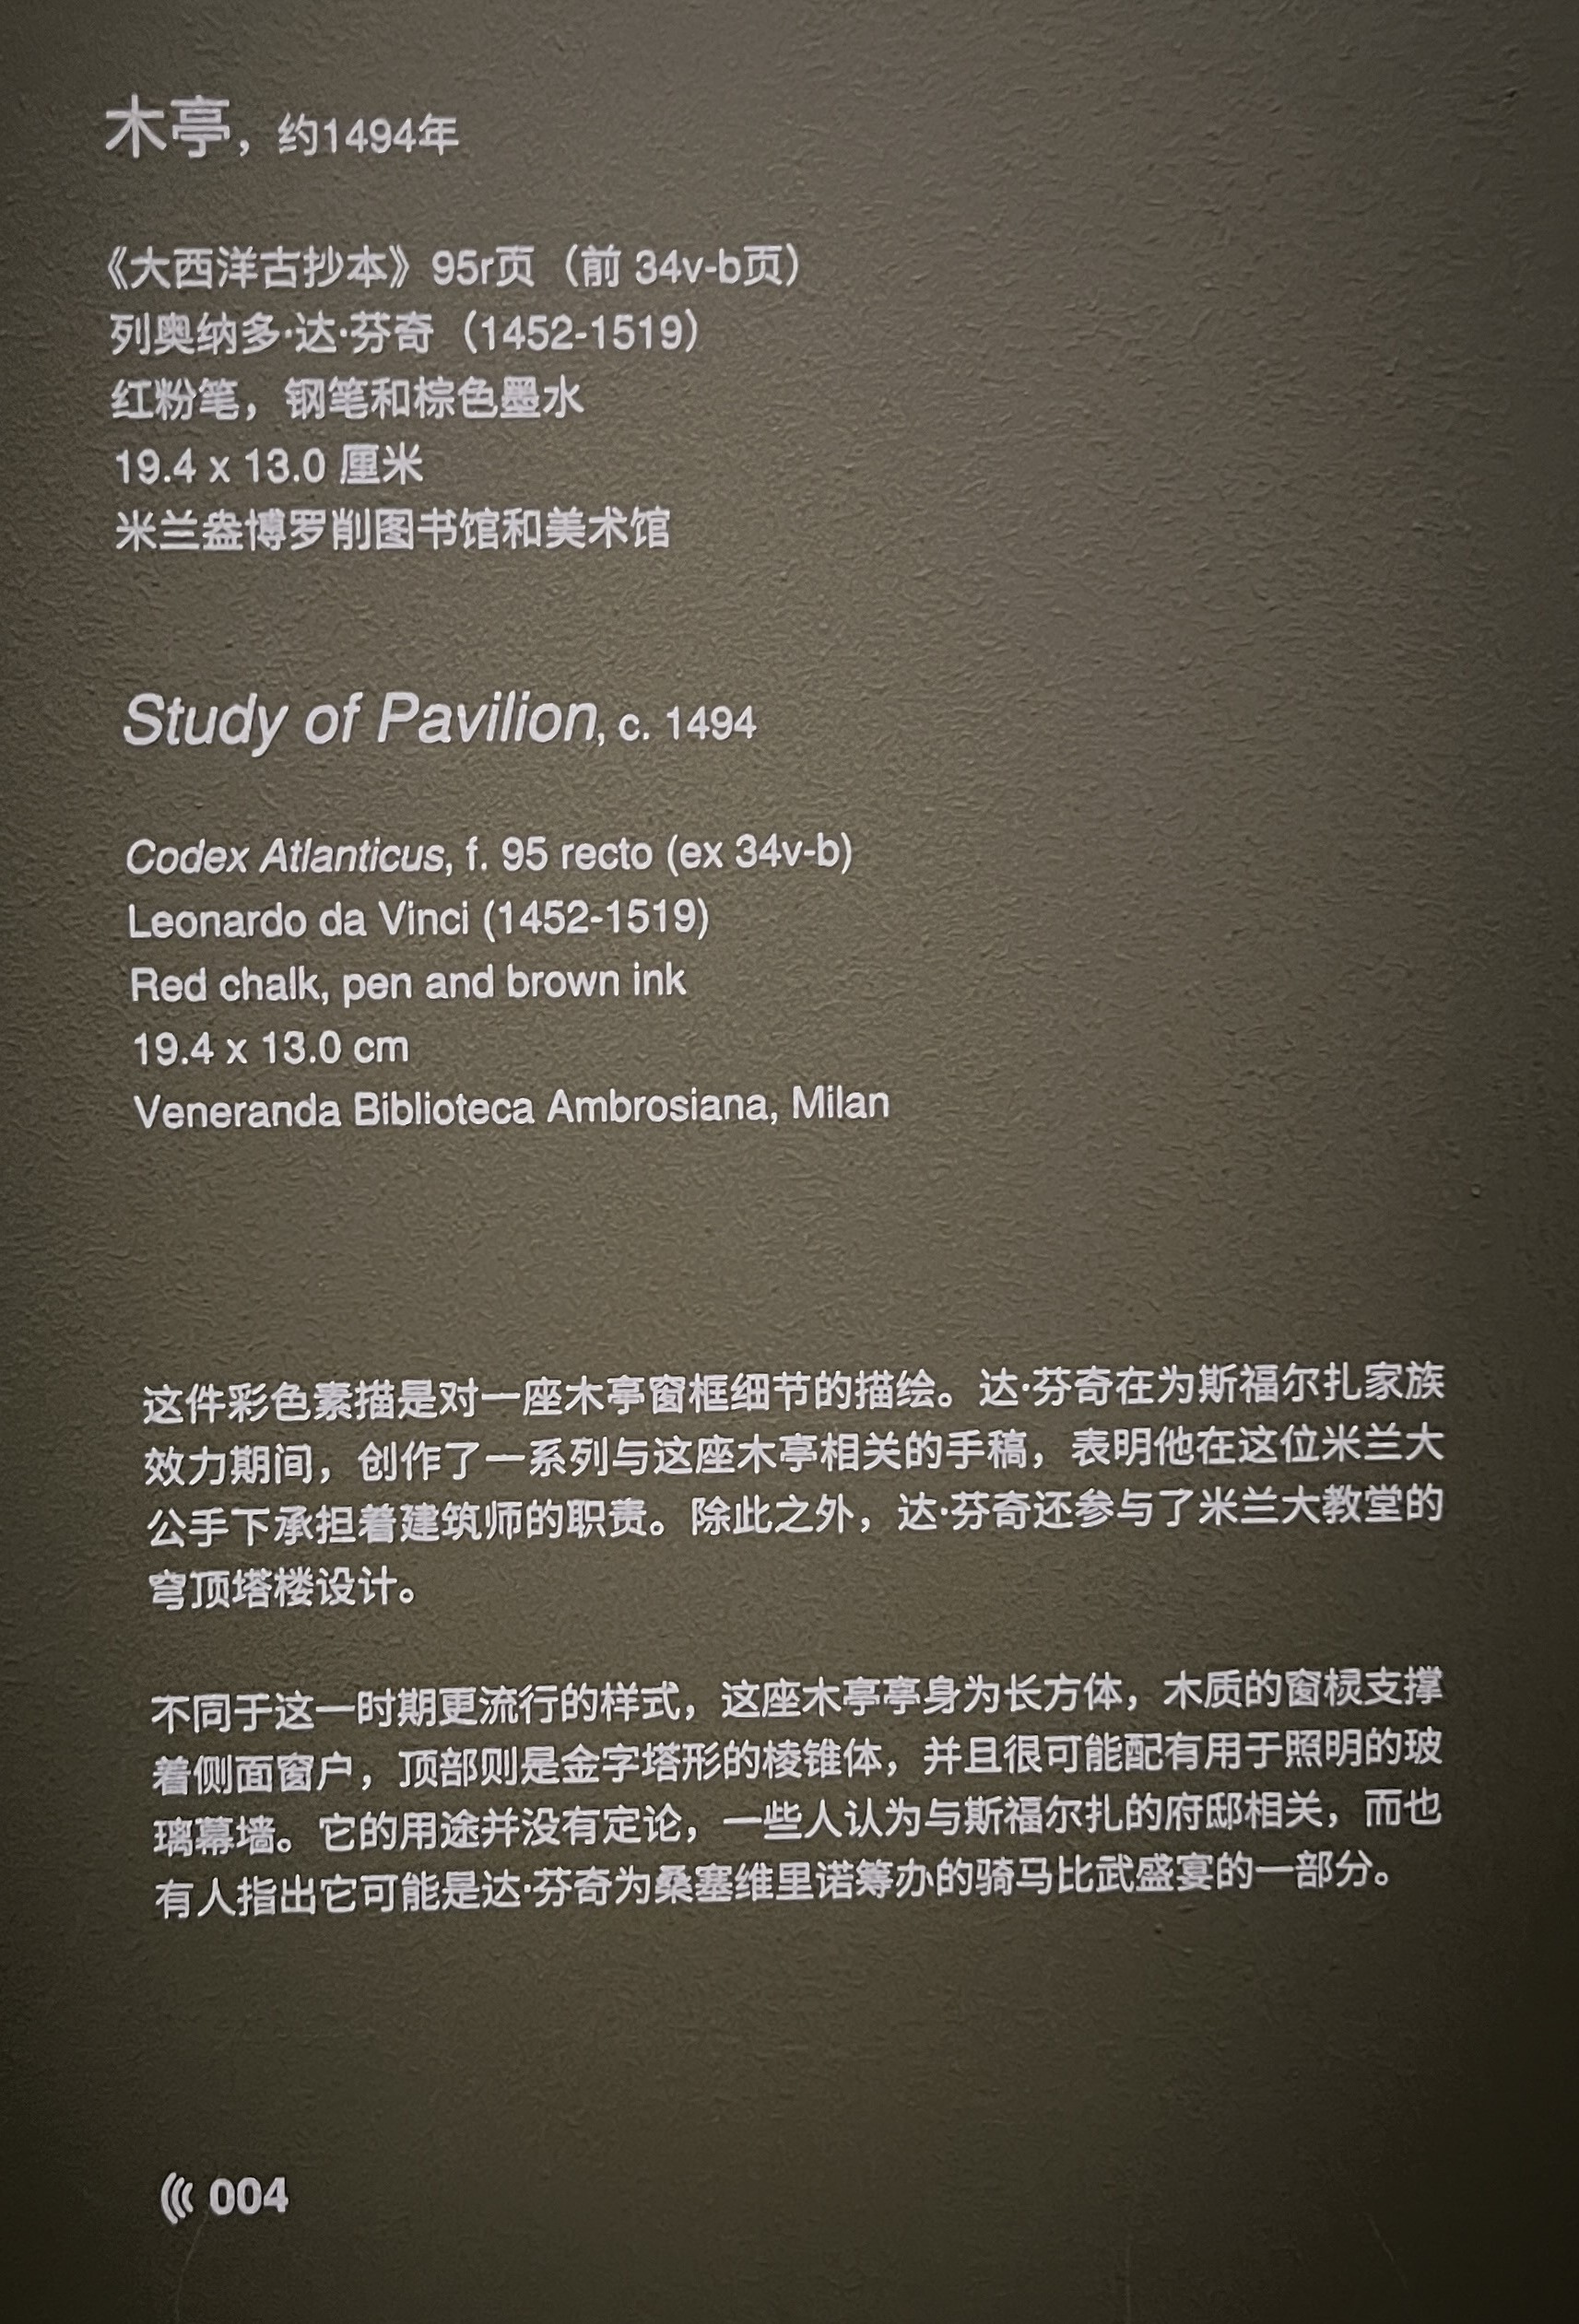 木亭，约1494年
《大西洋古抄本》95r页（前 34v-b页）
列奥纳多·达·芬奇（1452-1519）
红粉笔，钢笔和棕色墨水
19.4 x 13.0 厘米
米兰盎博罗削图书馆和美术馆
Study of Pavilion, c. 1494
Codex Atlanticus, f. 95 recto (ex 34v-b)
Leonardo da Vinci (1452-1519)
Red chalk, pen and brown ink
19.4 x 13.0 cm
Veneranda Biblioteca Ambrosiana, Milan
这件彩色素描是对一座木亭窗框细节的描绘。达·芬奇在为斯福尔扎家族
效力期间，创作了一系列与这座木亭相关的手稿，表明他在这位米兰大
公手下承担着建筑师的职责。除此之外，达·芬奇还参与了米兰大教堂的
穹顶塔楼设计。
不同于这一时期更流行的样式，这座木亭亭身为长方体，木质的窗棂支撑
着侧面窗户，顶部则是金字塔形的棱锥体，并且很可能配有用于照明的玻
璃幕墙。它的用途并没有定论，一些人认为与斯福尔扎的府邸相关，而也
有人指出它可能是达·芬奇为桑塞维里诺筹办的骑马比武盛宴的一部分。
004